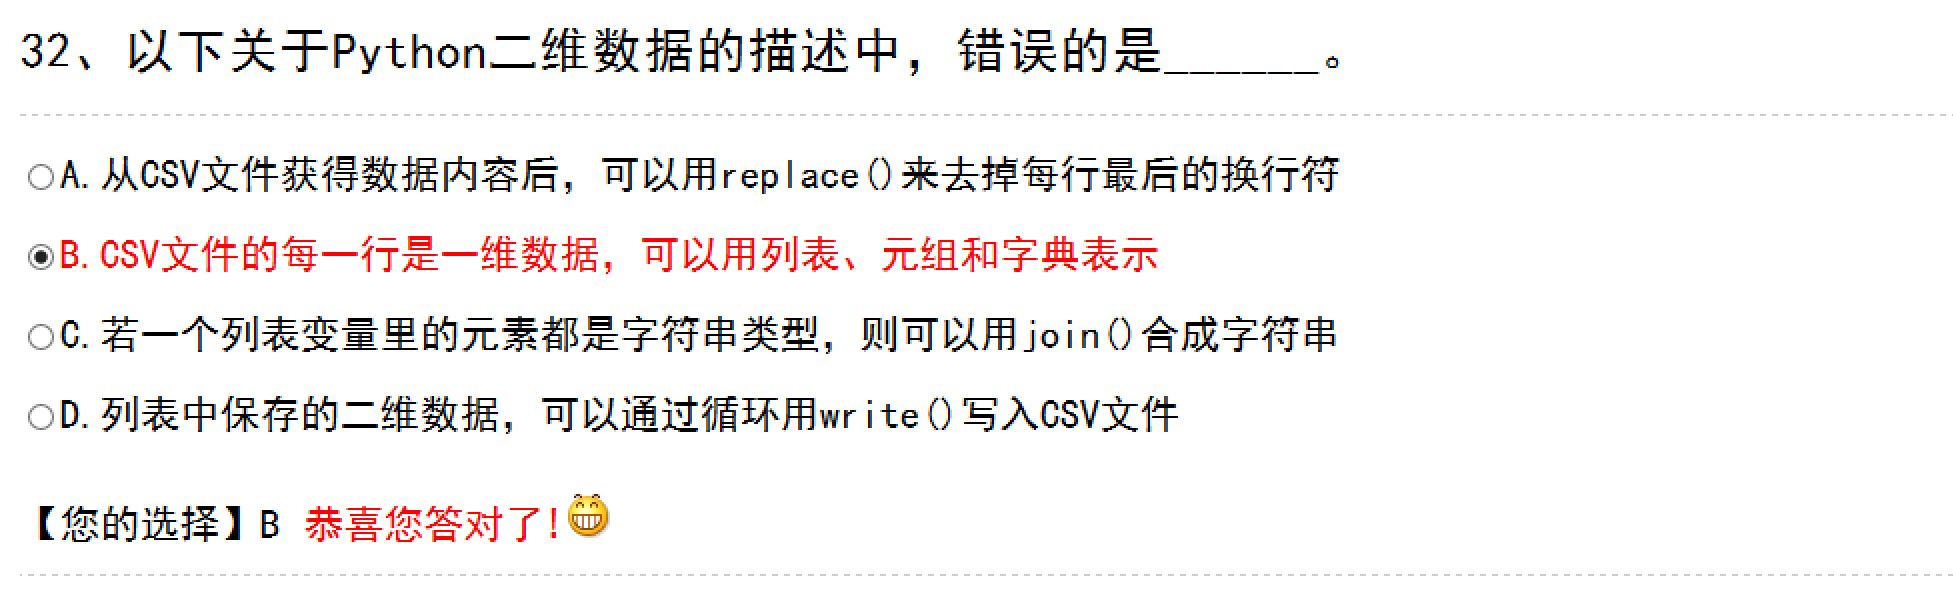 32、以下关于Python二维数据的描述中，错误的是______。
A. 从CSV文件获得数据内容后，可以用replace()来去掉每行最后的换行符
B. CSV文件的每一行是一维数据，可以用列表、元组和字典表示
C. 若一个列表变量里的元素都是字符串类型，则可以用join()合成字符串
D. 列表中保存的二维数据，可以通过循环用write()写入CSV文件
【您的选择】B 恭喜您答对了!